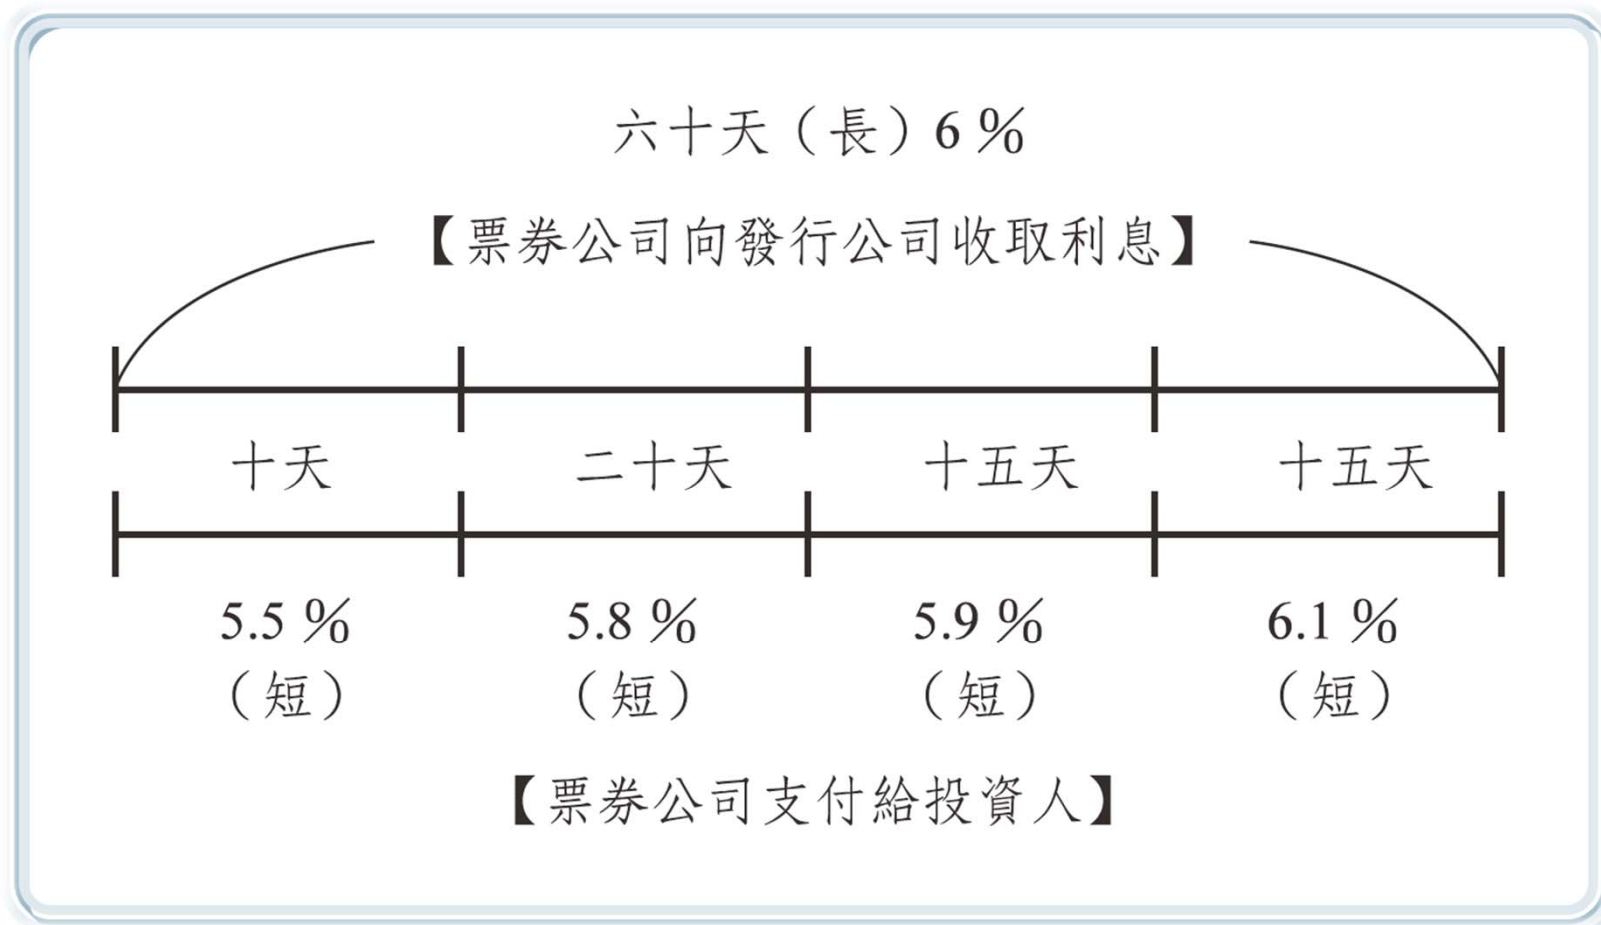 六十天（長）6 %
【票券公司向發行公司收取利息】
十天 二十天 十五天 十五天
5.5 % 5.8 % 5.9 % 6.1 %
（短） （短） （短） （短）
【票券公司支付給投資人】